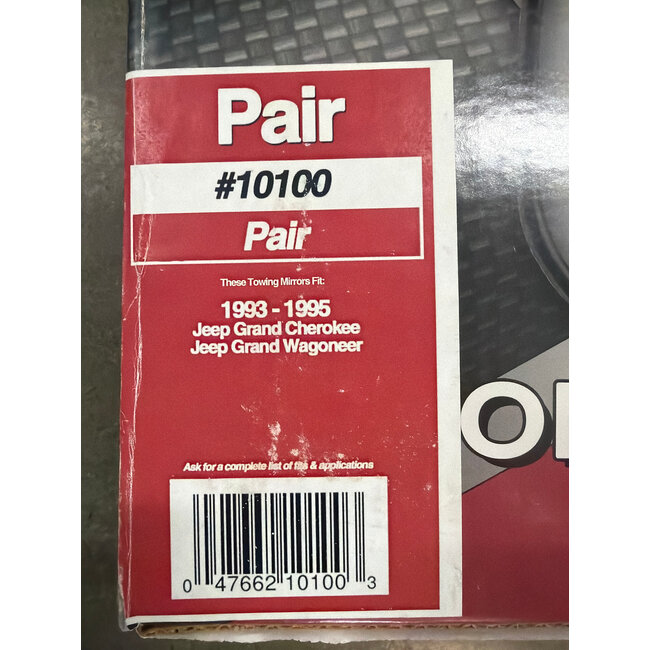 Pair
#10100
Pair
These Towing Mirrors Fit:
1993 - 1995
Jeep Grand Cherokee
Jeep Grand Wagoneer
Ask for a complete list of fits & applications
0 47662 10100 3